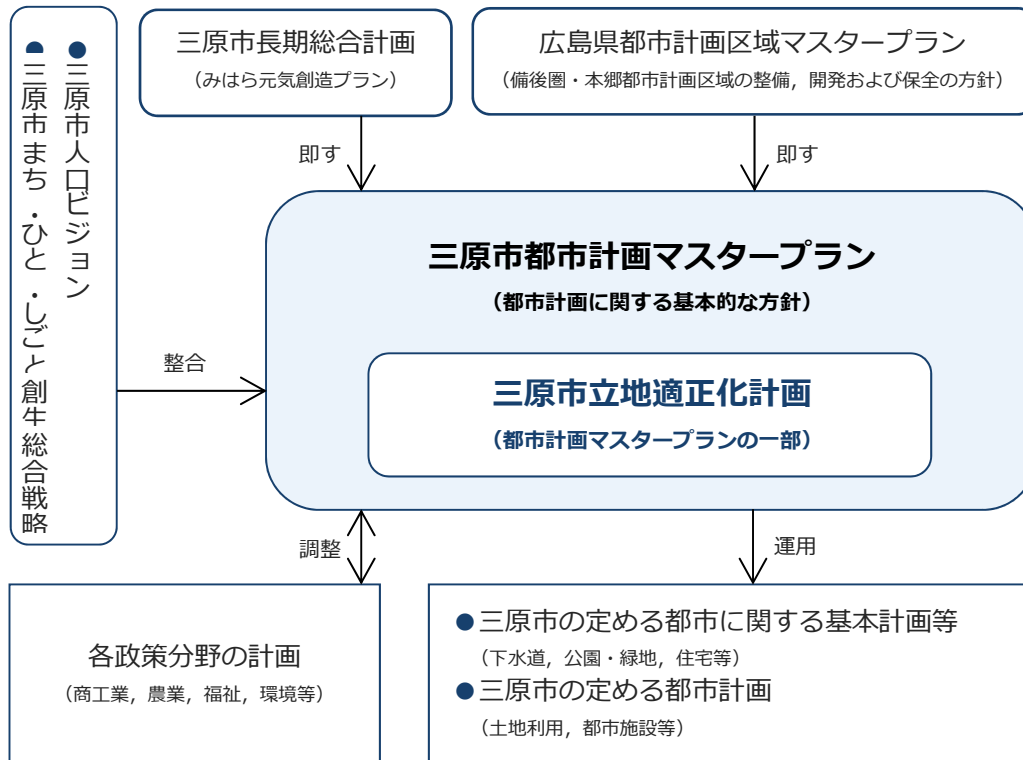 ●三原市人口ビジョン
●三原市まち・ひと・しごと創生総合戦略
三原市長期総合計画
（みはら元気創造プラン）
広島県都市計画区域マスタープラン
（備後圏・本郷都市計画区域の整備，開発および保全の方針）
即す
即す
三原市都市計画マスタープラン
（都市計画に関する基本的な方針）
整合
三原市立地適正化計画
（都市計画マスタープランの一部）
調整
運用
各政策分野の計画
（商工業，農業，福祉，環境等）
●三原市の定める都市に関する基本計画等
（下水道，公園・緑地，住宅等）
●三原市の定める都市計画
（土地利用，都市施設等）